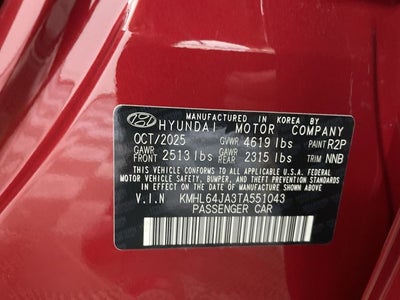 MANUFACTURED IN KOREA BY
HYUNDAI MOTOR COMPANY
OCT/2025 GVWR 4619 lbs PAINT R2P
GAWR FRONT 2513 lbs GAWR REAR 2315 lbs TRIM NNB
THIS VEHICLE CONFORMS TO ALL APPLICABLE U.S.A FEDERAL
MOTOR VEHICLE SAFETY, BUMPER, AND THEFT PREVENTION
STANDARDS IN EFFECT ON THE DATE OF MANUFACTURE SHOWN ABOVE.
V.I.N KMHL64JA3TA551043
PASSENGER CAR